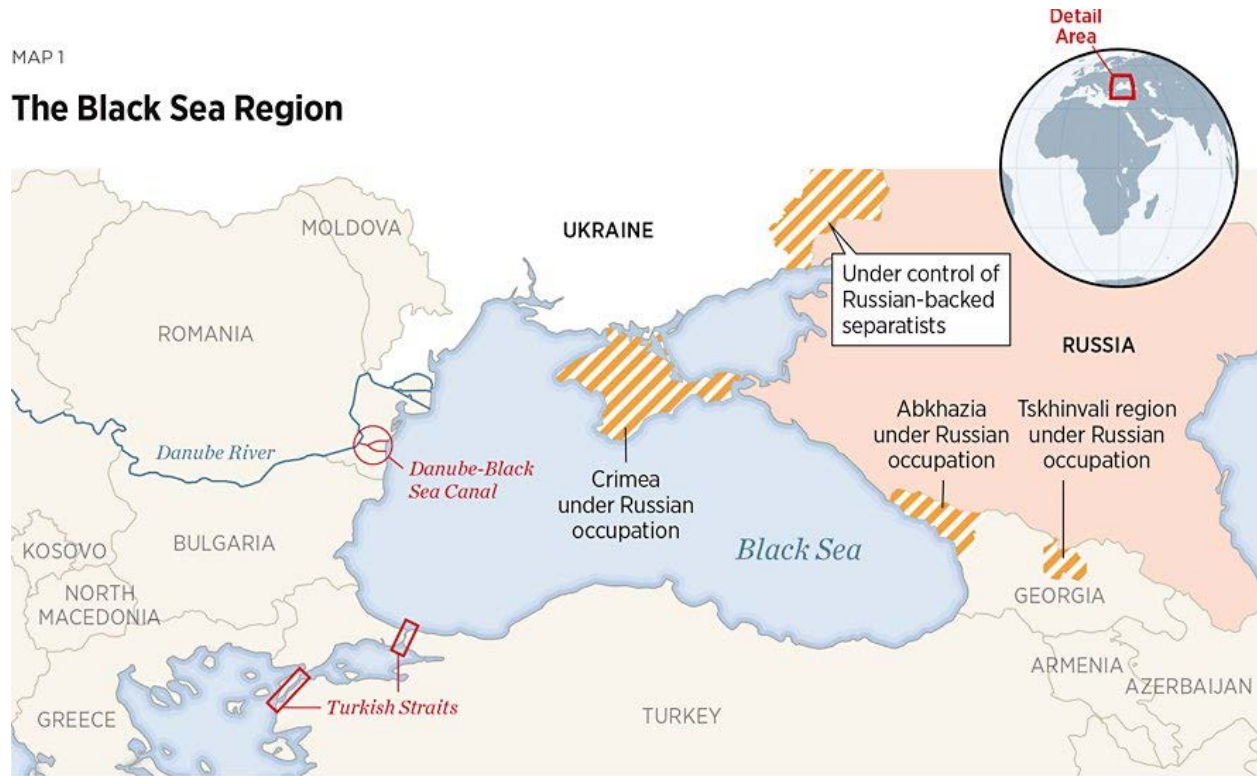 MAP 1
The Black Sea Region
Detail
Area
MOLDOVA
UKRAINE
ROMANIA
Under control of
Russian-backed
separatists
RUSSIA
Danube River
Danube-Black
Sea Canal
Crimea
under Russian
occupation
Abkhazia
under Russian
occupation
Tskhinvali region
under Russian
occupation
Black Sea
KOSOVO
BULGARIA
NORTH
MACEDONIA
GEORGIA
ARMENIA
AZERBAIJAN
GREECE
Turkish Straits
TURKEY